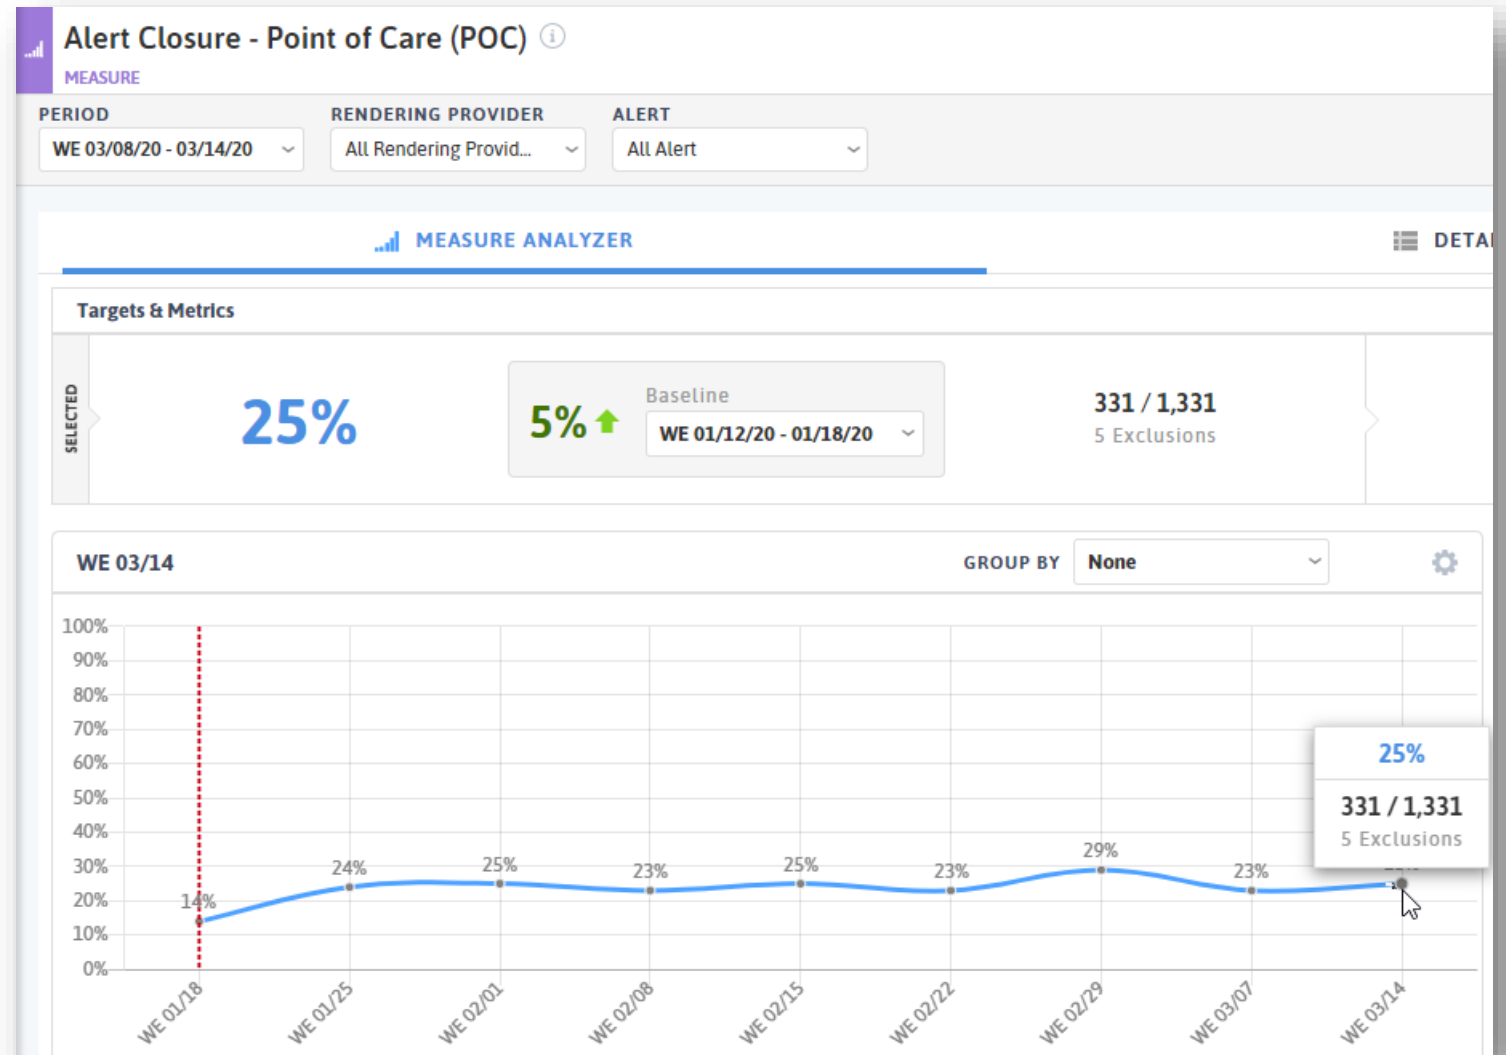 Alert Closure - Point of Care (POC)
MEASURE
PERIOD RENDERING PROVIDER ALERT
WE 03/08/20 - 03/14/20 All Rendering Provid... All Alert
MEASURE ANALYZER
Targets & Metrics
SELECTED
25%
5%
Baseline
WE 01/12/20 - 01/18/20
331 / 1,331
5 Exclusions
WE 03/14
GROUP BY None
100%
90%
80%
70%
60%
50%
40%
30%
20%
10%
0%
14%
24%
25%
23%
25%
23%
29%
23%
25%
331 / 1,331
5 Exclusions
WE 01/18
WE 01/25
WE 02/01
WE 02/08
WE 02/15
WE 02/22
WE 02/29
WE 03/07
WE 03/14